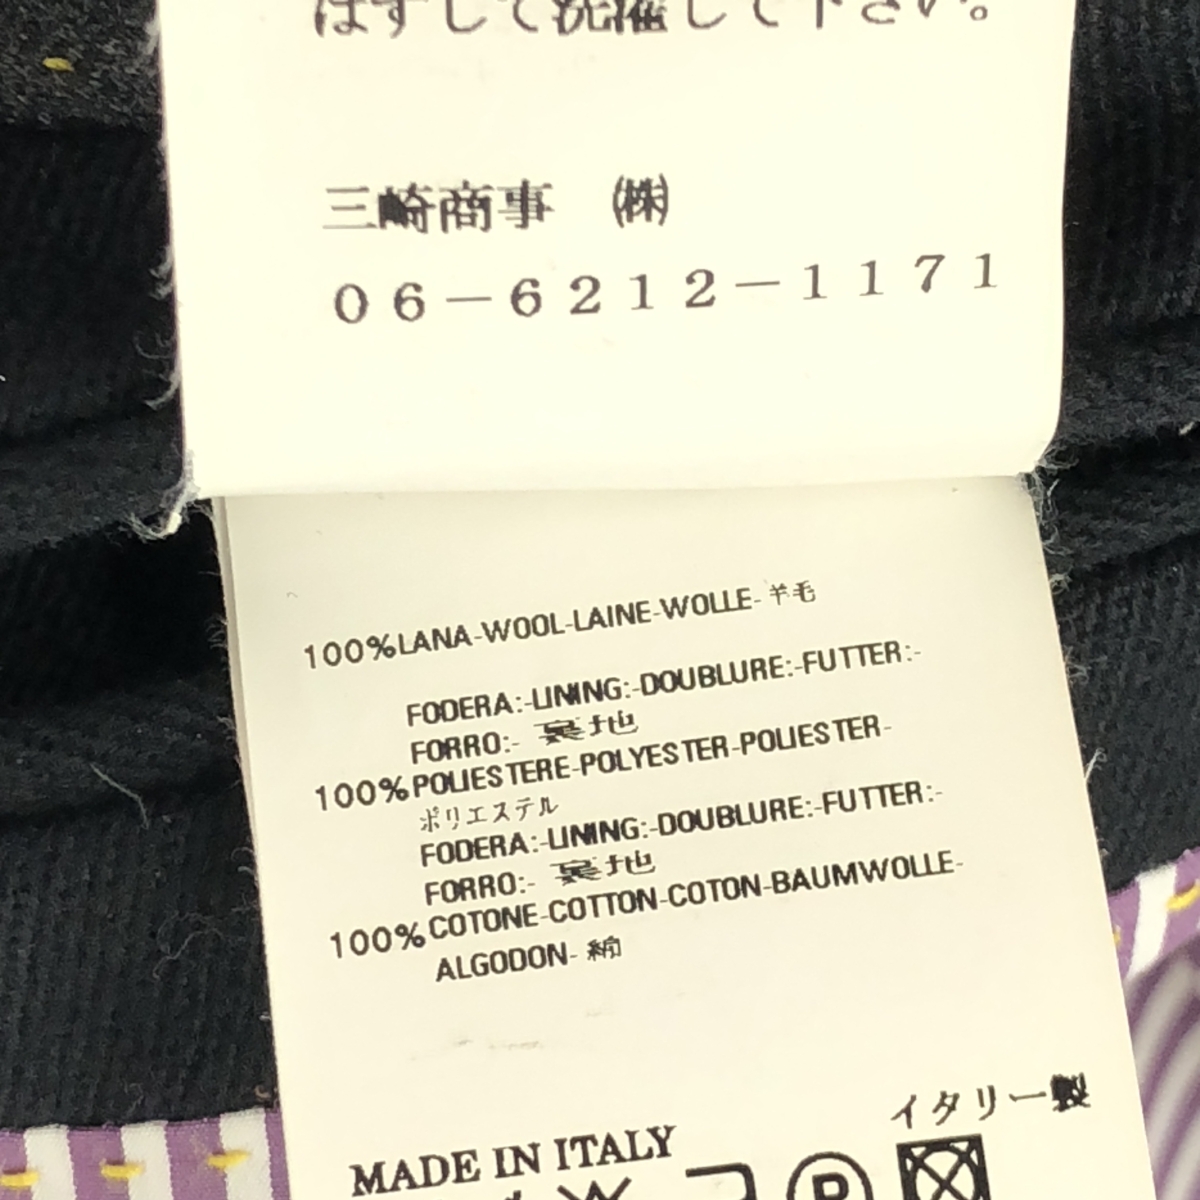 はずして洗濯して下さい。
三崎商事 ㈱
06-6212-1171
100%LANA-WOOL-LAINE-WOLLE-羊毛
FODERA:-LINING:-DOUBLURE:-FUTTER:-
FORRO:- 裏地
100%POLIESTERE-POLYESTER-POLIESTER-
ポリエステル
FODERA:-LINING:-DOUBLURE:-FUTTER:-
FORRO:- 裏地
100%COTONE-COTTON-COTON-BAUMWOLLE-
ALGODON- 綿
イタリー製
MADE IN ITALY
P